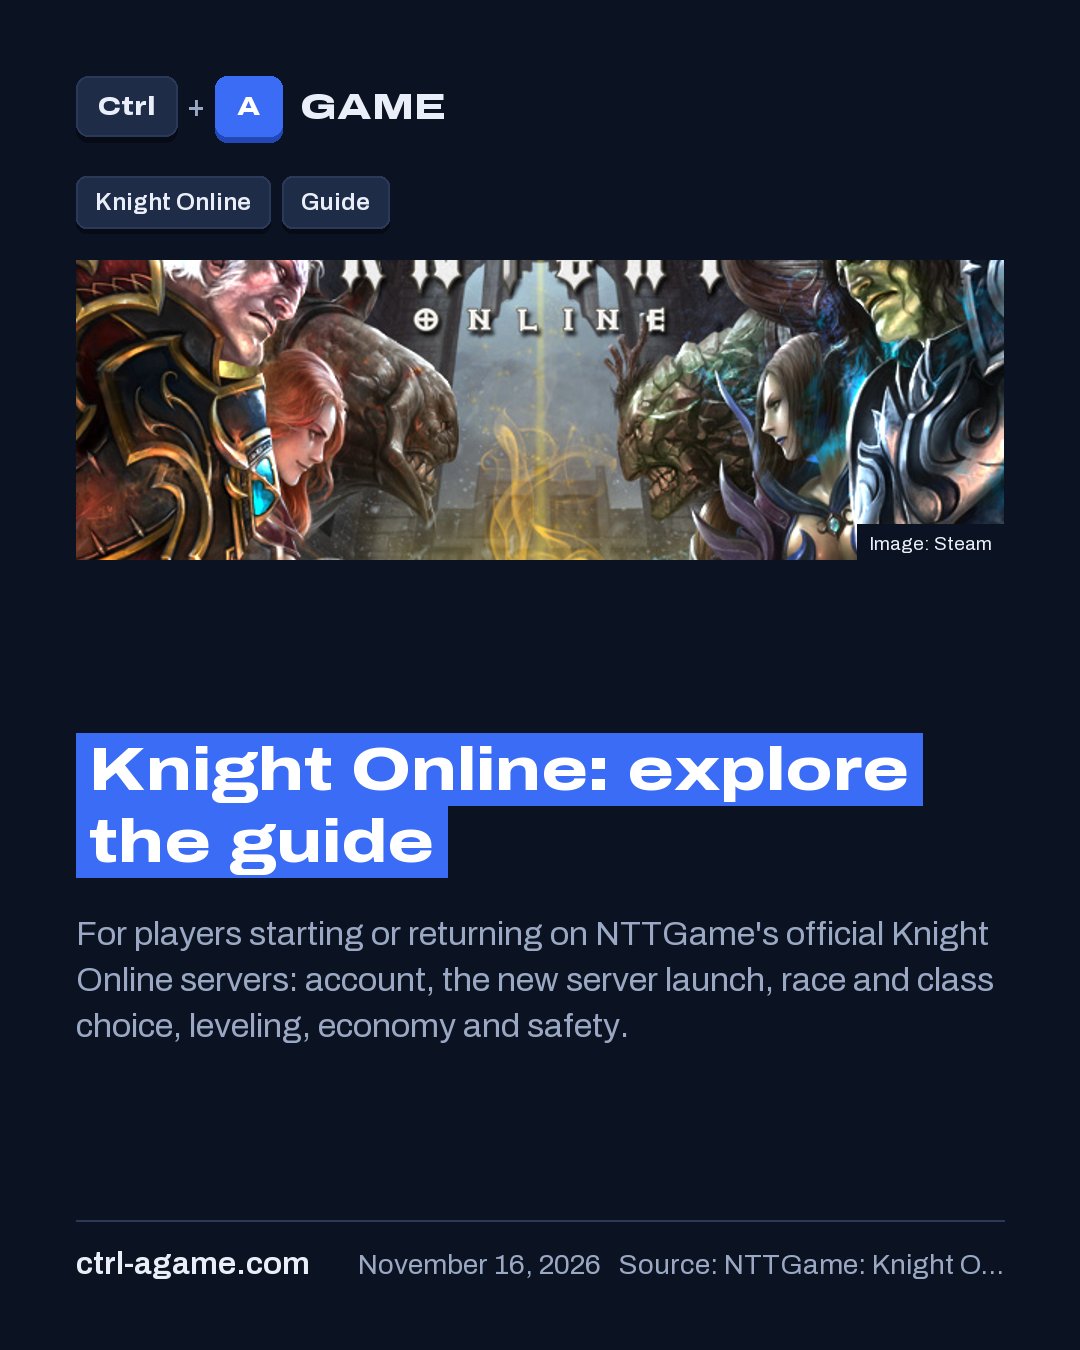 Ctrl + A GAME
Knight Online Guide
KNIGHT
ONLINE
Image: Steam
Knight Online: explore
the guide
For players starting or returning on NTTGame's official Knight
Online servers: account, the new server launch, race and class
choice, leveling, economy and safety.
ctrl-agame.com November 16, 2026 Source: NTTGame: Knight O...